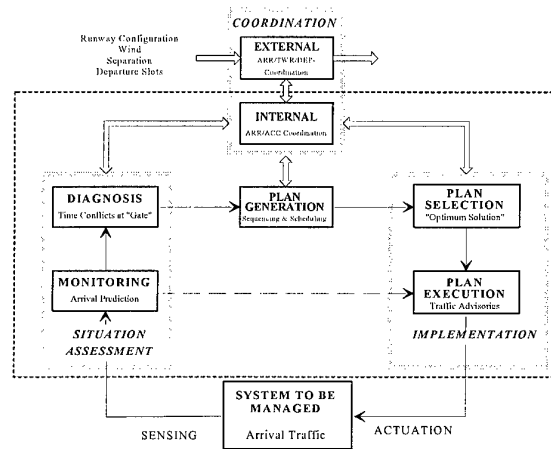 COORDINATION
Runway Configuration
Wind
Separation
Departure Slots
EXTERNAL
ARR/TWR/DEP-
Coordination
INTERNAL
ARR/ACC Coordination
DIAGNOSIS
Time Conflicts at "Gate"
PLAN
GENERATION
Sequencing & Scheduling
PLAN
SELECTION
"Optimum Solution"
MONITORING
Arrival Prediction
PLAN
EXECUTION
Traffic Advisories
SITUATION
ASSESSMENT
IMPLEMENTATION
SYSTEM TO BE
MANAGED
Arrival Traffic
SENSING
ACTUATION